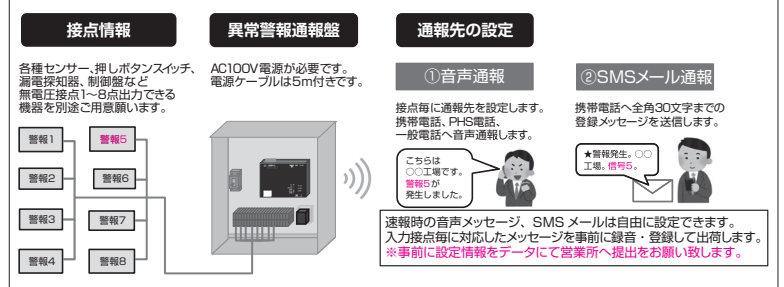 接点情報
各種センサー、押しボタンスイッチ、
漏電探知器、制御盤など
無電圧接点1~8点出力できる
機器を別途ご用意願います。
警報1
警報5
警報2
警報6
警報3
警報7
警報4
警報8
異常警報通報盤
AC100V電源が必要です。
電源ケーブルは5m付きです。
通報先の設定
①音声通報
接点毎に通報先を設定します。
携帯電話、PHS電話、
一般電話へ音声通報します。
こちらは
○○工場です。
警報5が
発生しました。
②SMSメール通報
携帯電話へ全角30文字までの
登録メッセージを送信します。
★警報発生。○○
工場。信号5。
速報時の音声メッセージ、SMS メールは自由に設定できます。
入力接点毎に対応したメッセージを事前に録音・登録して出荷します。
※事前に設定情報をデータにて営業所へ提出をお願い致します。